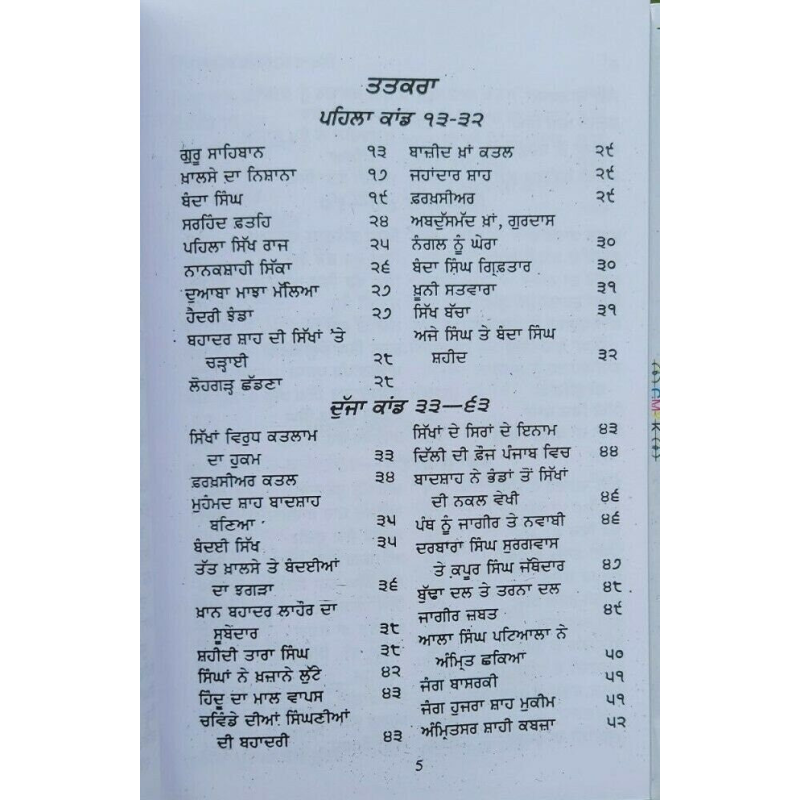 ਤਤਕਰਾ
ਪਹਿਲਾ ਕਾਂਡ ੧੩-੩੨
ਗੁਰੂ ਸਾਹਿਬਾਨ ੧੩
ਖ਼ਾਲਸੇ ਦਾ ਨਿਸ਼ਾਨਾ ੧੭
ਬੰਦਾ ਸਿੰਘ ੧੯
ਸਰਹਿੰਦ ਫ਼ਤਹਿ ੨੪
ਪਹਿਲਾ ਸਿੱਖ ਰਾਜ ੨੫
ਨਾਨਕਸ਼ਾਹੀ ਸਿੱਕਾ ੨੬
ਦੁਆਬਾ ਮਾਝਾ ਮੱਲਿਆ ੨੭
ਹੈਦਰੀ ਝੰਡਾ ੨੭
ਬਹਾਦਰ ਸ਼ਾਹ ਦੀ ਸਿੱਖਾਂ 'ਤੇ
ਚੜ੍ਹਾਈ ੨੮
ਲੋਹਗੜ੍ਹ ਛੱਡਣਾ ੨੮
ਬਾਜ਼ੀਦ ਖ਼ਾਂ ਕਤਲ ੨੯
ਜਹਾਂਦਾਰ ਸ਼ਾਹ ੨੯
ਫ਼ਰਖ਼ਸੀਅਰ ੨੯
ਅਬਦੁੱਸਮੱਦ ਖ਼ਾਂ, ਗੁਰਦਾਸ
ਨੰਗਲ ਨੂੰ ਘੇਰਾ ੩੦
ਬੰਦਾ ਸਿੰਘ ਗ੍ਰਿਫ਼ਤਾਰ ੩੦
ਖ਼ੂਨੀ ਸਤਵਾਰਾ ੩੧
ਸਿੱਖ ਬੱਚਾ ੩੧
ਅਜੇ ਸਿੰਘ ਤੇ ਬੰਦਾ ਸਿੰਘ
ਸ਼ਹੀਦ ੩੨
ਦੂੱਜਾ ਕਾਂਡ ੩੩—੬੩
ਸਿੱਖਾਂ ਵਿਰੁਧ ਕਤਲਾਮ
ਦਾ ਹੁਕਮ ੩੩
ਫ਼ਰਖ਼ਸੀਅਰ ਕਤਲ ੩੪
ਮੁਹੰਮਦ ਸ਼ਾਹ ਬਾਦਸ਼ਾਹ
ਬਣਿਆ ੩੫
ਬੰਦਈ ਸਿੱਖ ੩੫
ਤੱਤ ਖ਼ਾਲਸੇ ਤੇ ਬੰਦਈਆਂ
ਦਾ ਝਗੜਾ ੩੬
ਖ਼ਾਨ ਬਹਾਦਰ ਲਾਹੌਰ ਦਾ
ਸੂਬੇਦਾਰ ੩੮
ਸ਼ਹੀਦੀ ਤਾਰਾ ਸਿੰਘ ੩੮
ਸਿੰਘਾਂ ਨੇ ਖ਼ਜ਼ਾਨੇ ਲੁੱਟੇ ੪੨
ਹਿੰਦੂ ਦਾ ਮਾਲ ਵਾਪਸ ੪੩
ਚਵਿੰਡੇ ਦੀਆਂ ਸਿੰਘਣੀਆਂ
ਦੀ ਬਹਾਦਰੀ ੪੩
ਸਿੱਖਾਂ ਦੇ ਸਿਰਾਂ ਦੇ ਇਨਾਮ ੪੩
ਦਿੱਲੀ ਦੀ ਫ਼ੌਜ ਪੰਜਾਬ ਵਿਚ ੪੪
ਬਾਦਸ਼ਾਹ ਨੇ ਭੰਡਾਂ ਤੋਂ ਸਿੱਖਾਂ
ਦੀ ਨਕਲ ਵੇਖੀ ੪੬
ਪੰਥ ਨੂੰ ਜਾਗੀਰ ਤੇ ਨਵਾਬੀ ੪੬
ਦਰਬਾਰਾ ਸਿੰਘ ਸੁਰਗਵਾਸ
ਤੇ ਕਪੂਰ ਸਿੰਘ ਜੱਥੇਦਾਰ ੪੭
ਬੁੱਢਾ ਦਲ ਤੇ ਤਰਨਾ ਦਲ ੪੮
ਜਾਗੀਰ ਜ਼ਬਤ ੪੯
ਆਲਾ ਸਿੰਘ ਪਟਿਆਲਾ ਨੇ
ਅੰਮ੍ਰਿਤ ਛਕਿਆ ੫੦
ਜੰਗ ਬਾਸਰਕੀ ੫੧
ਜੰਗ ਹੁਜਰਾ ਸ਼ਾਹ ਮੁਕੀਮ ੫੧
ਅੰਮ੍ਰਿਤਸਰ ਸ਼ਾਹੀ ਕਬਜ਼ਾ ੫੨
5